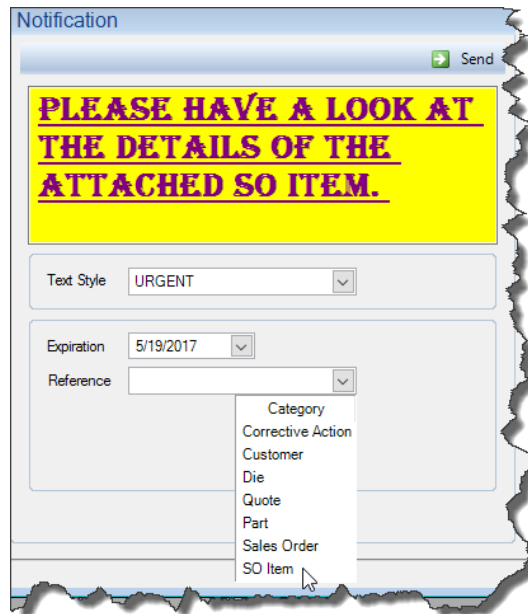 Notification
Send
PLEASE HAVE A LOOK AT
THE DETAILS OF THE
ATTACHED SO ITEM.
Text Style URGENT
Expiration 5/19/2017
Reference
Category
Corrective Action
Customer
Die
Quote
Part
Sales Order
SO Item